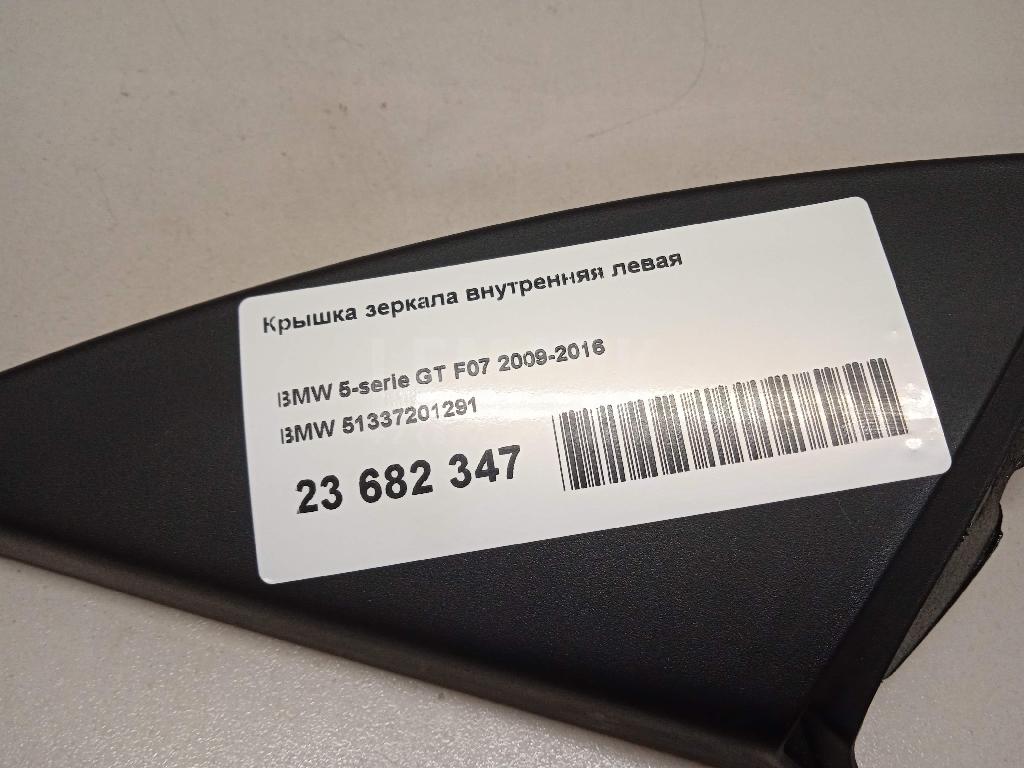 Крышка зеркала внутренняя левая
BMW 5-serie GT F07 2009-2016
BMW 51337201291
23 682 347